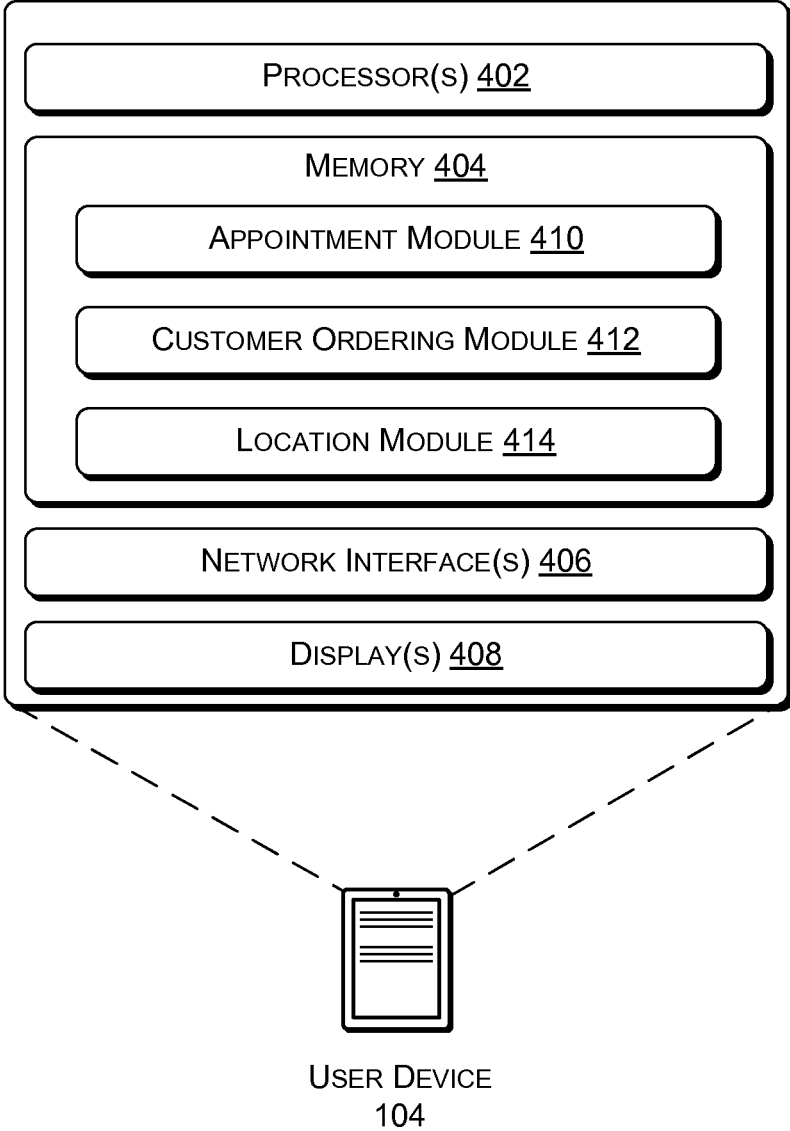 PROCESSOR(S) 402
MEMORY 404
APPOINTMENT MODULE 410
CUSTOMER ORDERING MODULE 412
LOCATION MODULE 414
NETWORK INTERFACE(S) 406
DISPLAY(S) 408
USER DEVICE
104